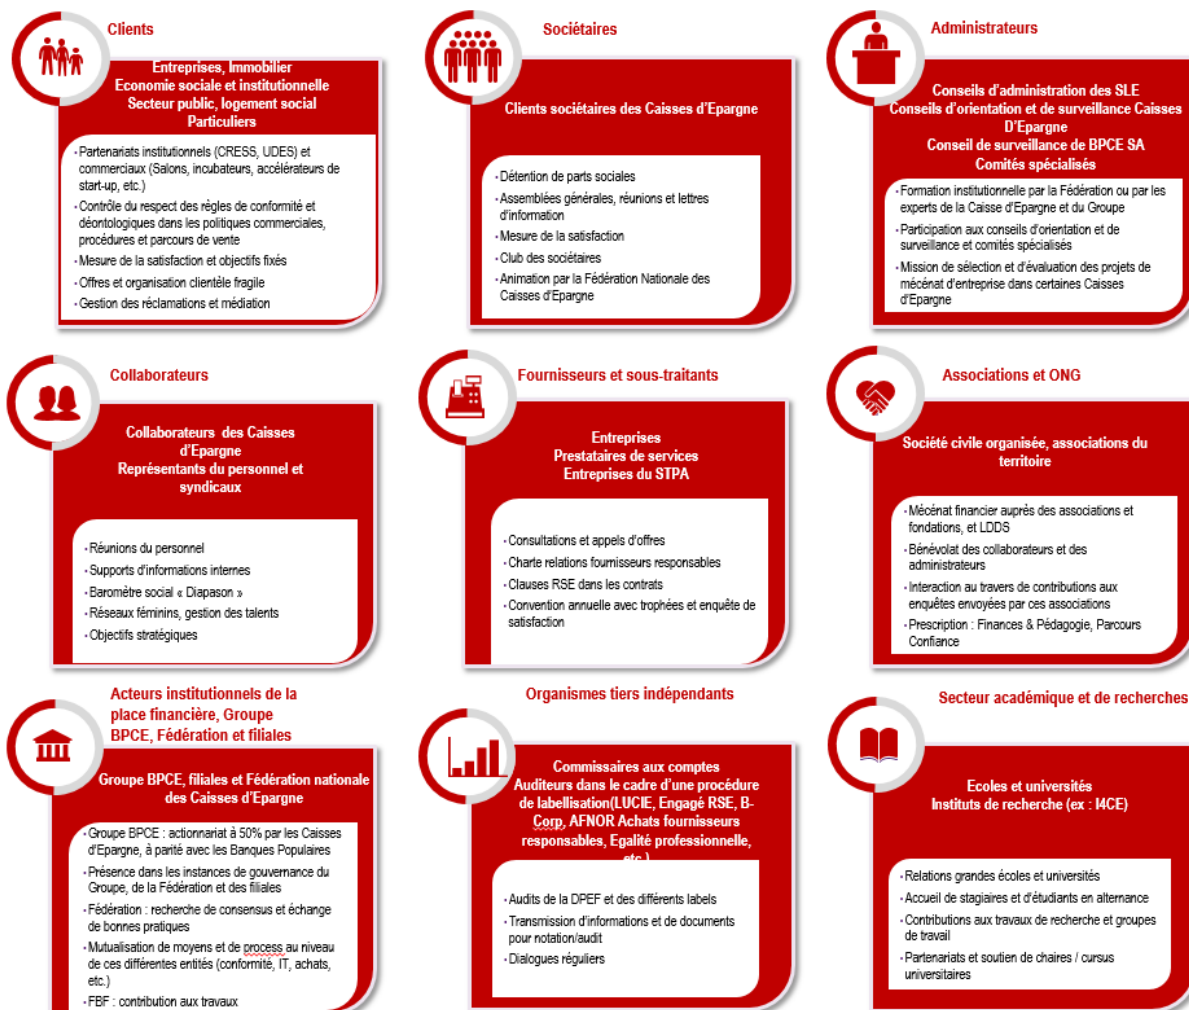 Clients
Entreprises, Immobilier
Economie sociale et institutionnelle
Secteur public, logement social
Particuliers
• Partenariats institutionnels (CRESS, UDES) et
commerciaux (Salons, incubateurs, accélérateurs de
start-up, etc.)
• Contrôle du respect des règles de conformité et
déontologiques dans les politiques commerciales,
procédures et parcours de vente
• Mesure de la satisfaction et objectifs fixés
• Offres et organisation clientèle fragile
• Gestion des réclamations et médiation
Sociétaires
Clients sociétaires des Caisses d'Epargne
• Détention de parts sociales
• Assemblées générales, réunions et lettres
d'information
• Mesure de la satisfaction
• Club des sociétaires
• Animation par la Fédération Nationale des
Caisses d'Epargne
Administrateurs
Conseils d'administration des SLE
Conseils d'orientation et de surveillance Caisses
D'Epargne
Conseil de surveillance de BPCE SA
Comités spécialisés
• Formation institutionnelle par la Fédération ou par les
experts de la Caisse d'Epargne et du Groupe
• Participation aux conseils d'orientation et de
surveillance et comités spécialisés
• Mission de sélection et d'évaluation des projets de
mécénat d'entreprise dans certaines Caisses
d'Epargne
Collaborateurs
Collaborateurs des Caisses
d'Epargne
Représentants du personnel et
syndicaux
• Réunions du personnel
• Supports d'informations internes
• Baromètre social « Diapason »
• Réseaux féminins, gestion des talents
• Objectifs stratégiques
Fournisseurs et sous-traitants
Entreprises
Prestataires de services
Entreprises du STPA
• Consultations et appels d'offres
• Charte relations fournisseurs responsables
• Clauses RSE dans les contrats
• Convention annuelle avec trophées et enquête de
satisfaction
Associations et ONG
Société civile organisée, associations du
territoire
• Mécénat financier auprès des associations et
fondations, et LDDS
• Bénévolat des collaborateurs et des
administrateurs
• Interaction au travers de contributions aux
enquêtes envoyées par ces associations
• Prescription : Finances & Pédagogie, Parcours
Confiance
Acteurs institutionnels de la
place financière, Groupe
BPCE, Fédération et filiales
Groupe BPCE, filiales et Fédération nationale
des Caisses d'Epargne
• Groupe BPCE : actionnariat à 50% par les Caisses
d'Epargne, à parité avec les Banques Populaires
• Présence dans les instances de gouvernance du
Groupe, de la Fédération et des filiales
• Fédération : recherche de consensus et échange
de bonnes pratiques
• Mutualisation de moyens et de process au niveau
de ces différentes entités (conformité, IT, achats,
etc.)
• FBF : contribution aux travaux
Organismes tiers indépendants
Commissaires aux comptes
Auditeurs dans le cadre d'une procédure
de labellisation(LUCIE, Engagé RSE, B-
Corp, AFNOR Achats fournisseurs
responsables, Egalité professionnelle,
etc.)
• Audits de la DPEF et des différents labels
• Transmission d'informations et de documents
pour notation/audit
• Dialogues réguliers
Secteur académique et de recherches
Ecoles et universités
Instituts de recherche (ex : I4CE)
• Relations grandes écoles et universités
• Accueil de stagiaires et d'étudiants en alternance
• Contributions aux travaux de recherche et groupes
de travail
• Partenariats et soutien de chaires / cursus
universitaires